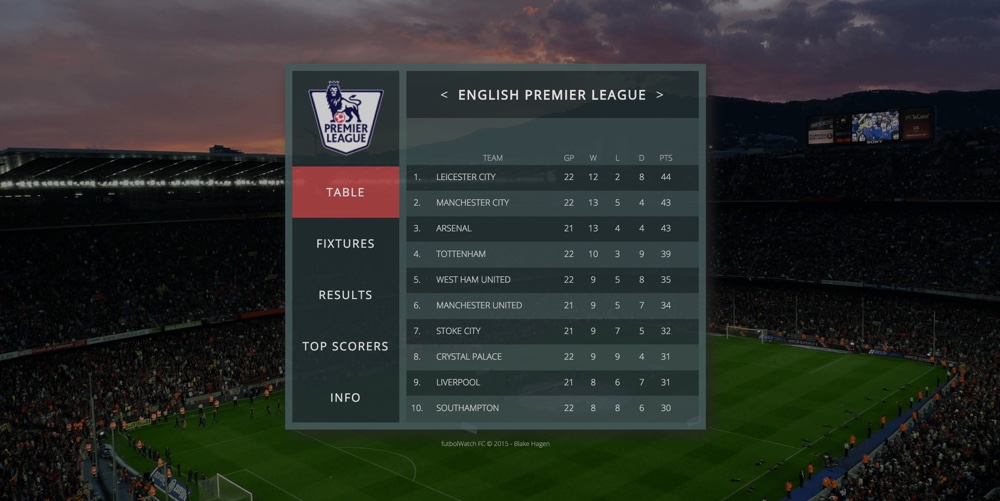 PREMIER
LEAGUE
< ENGLISH PREMIER LEAGUE >
TABLE
FIXTURES
RESULTS
TOP SCORERS
INFO
TEAM GP W L D PTS
1. LEICESTER CITY 22 12 2 8 44
2. MANCHESTER CITY 22 13 5 4 43
3. ARSENAL 21 13 4 4 43
4. TOTTENHAM 22 10 3 9 39
5. WEST HAM UNITED 22 9 5 8 35
6. MANCHESTER UNITED 21 9 5 7 34
7. STOKE CITY 21 9 7 5 32
8. CRYSTAL PALACE 22 9 9 4 31
9. LIVERPOOL 21 8 6 7 31
10. SOUTHAMPTON 22 8 8 6 30
SONY
futbolWatch FC © 2015 - Blake Hagen